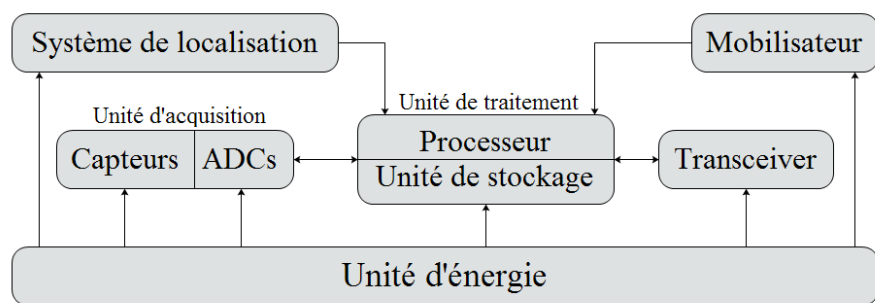 Système de localisation
Mobilisateur
Unité de traitement
Unité d'acquisition
Processeur
Capteurs
ADCs
Unité de stockage
Transceiver
Unité d'énergie